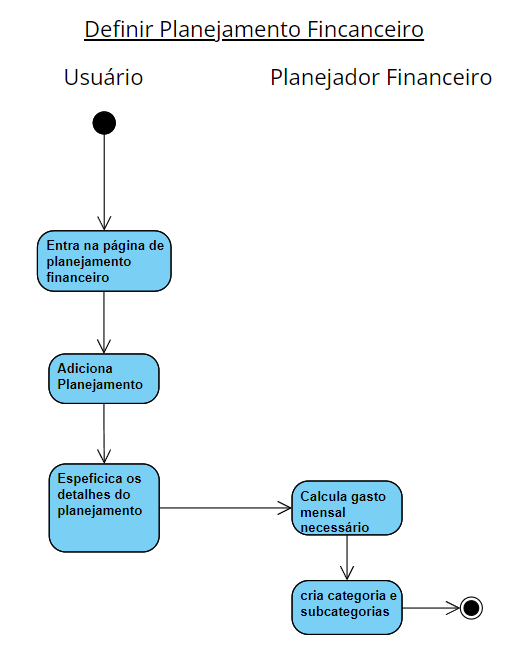 Definir Planejamento Fincanceiro
Usuário
Planejador Financeiro
Entra na página de
planejamento
financeiro
Adiciona
Planejamento
Espeficica os
detalhes do
planejamento
Calcula gasto
mensal
necessário
cria categoria e
subcategorias